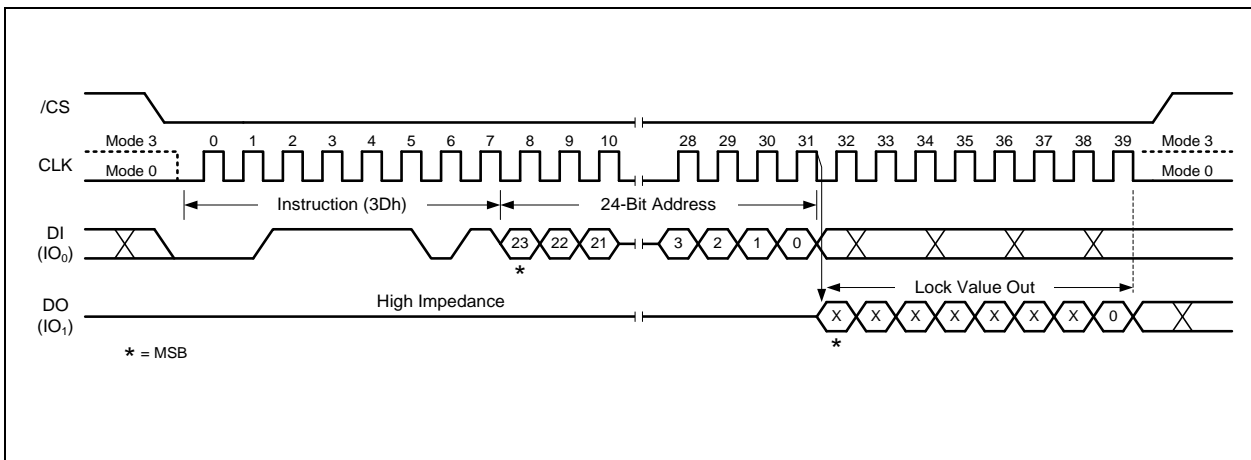 /CS
Mode 3 0 1 2 3 4 5 6 7 8 9 10 28 29 30 31 32 33 34 35 36 37 38 39 Mode 3
CLK
Mode 0 Mode 0
Instruction (3Dh) 24-Bit Address
DI
(IO₀)
23 22 21 3 2 1 0
*
Lock Value Out
High Impedance
DO
(IO₁)
X X X X X X X 0
*
* = MSB